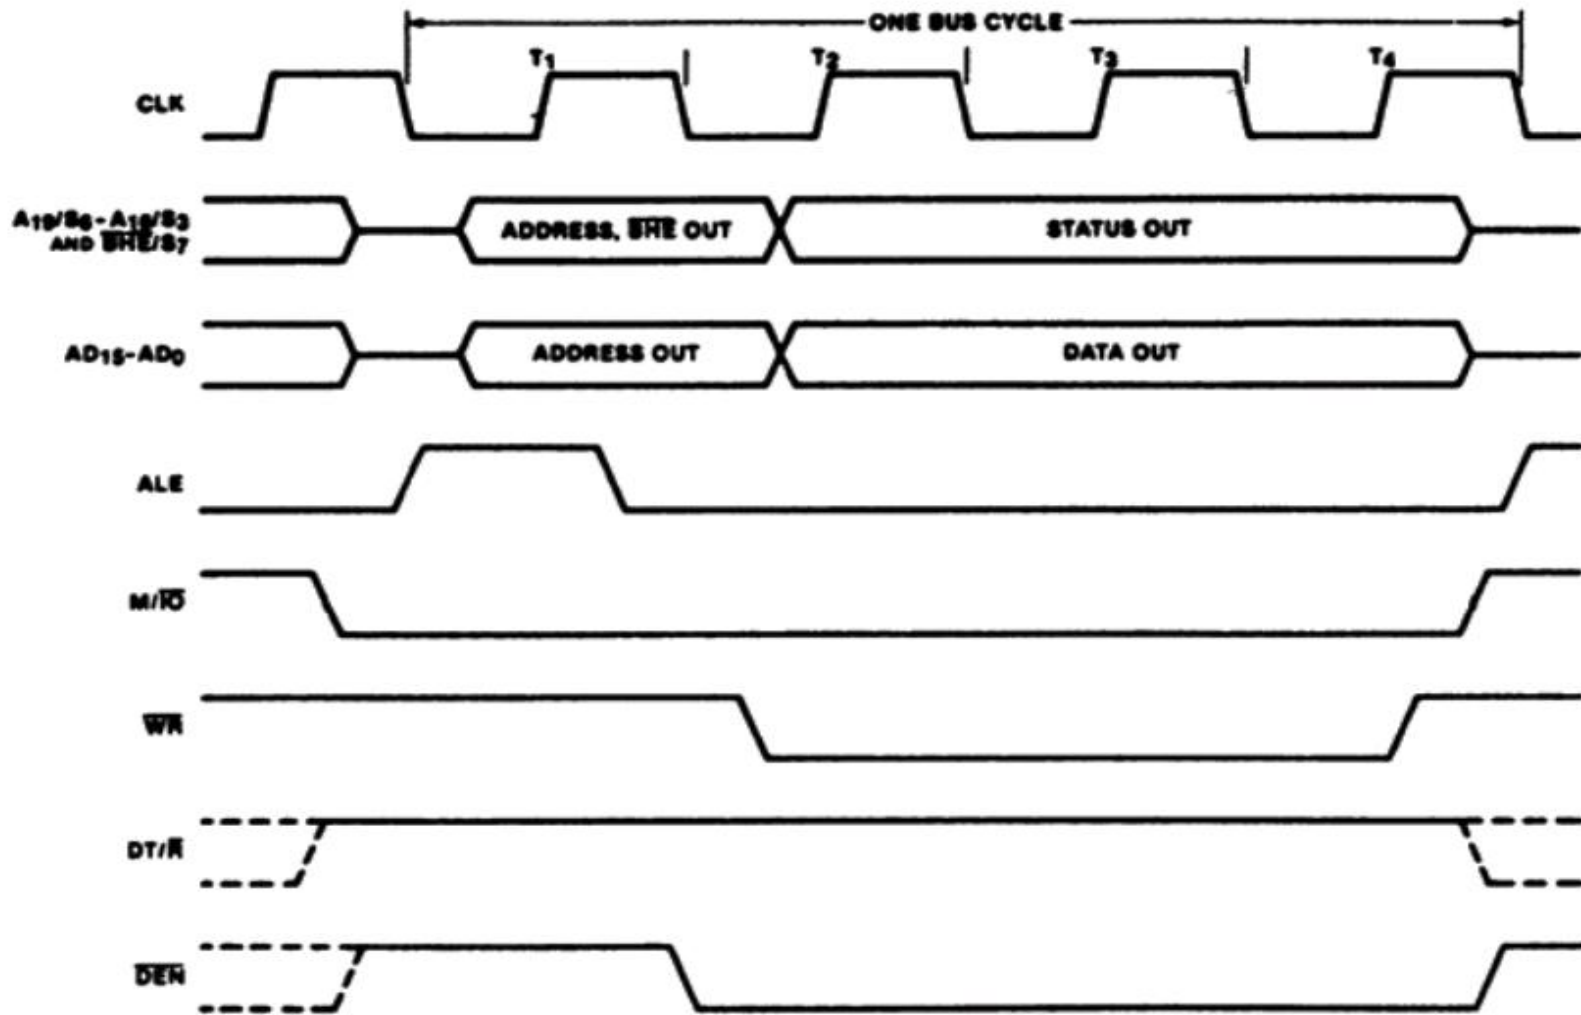 ONE BUS CYCLE
T1 T2 T3 T4
CLK
A19/S6-A16/S3
AND BHE/S7
ADDRESS, BHE OUT STATUS OUT
AD15-AD0
ADDRESS OUT DATA OUT
ALE
M/IO
WR
DT/R
DEN